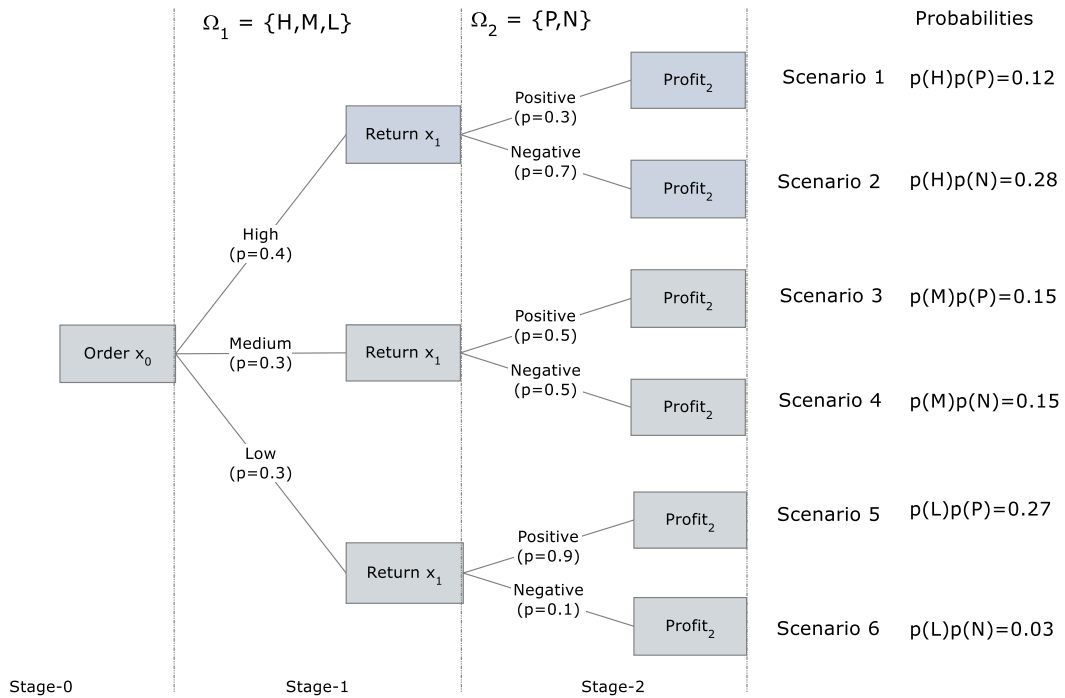 Ω₁ = {H,M,L}
Ω₂ = {P,N}
Probabilities
Profit₂
Scenario 1
p(H)p(P)=0.12
Positive
(p=0.3)
Return x₁
Negative
(p=0.7)
Profit₂
Scenario 2
p(H)p(N)=0.28
High
(p=0.4)
Profit₂
Scenario 3
p(M)p(P)=0.15
Positive
(p=0.5)
Order x₀
Medium
(p=0.3)
Return x₁
Negative
(p=0.5)
Profit₂
Scenario 4
p(M)p(N)=0.15
Low
(p=0.3)
Profit₂
Scenario 5
p(L)p(P)=0.27
Positive
(p=0.9)
Return x₁
Negative
(p=0.1)
Profit₂
Scenario 6
p(L)p(N)=0.03
Stage-0
Stage-1
Stage-2